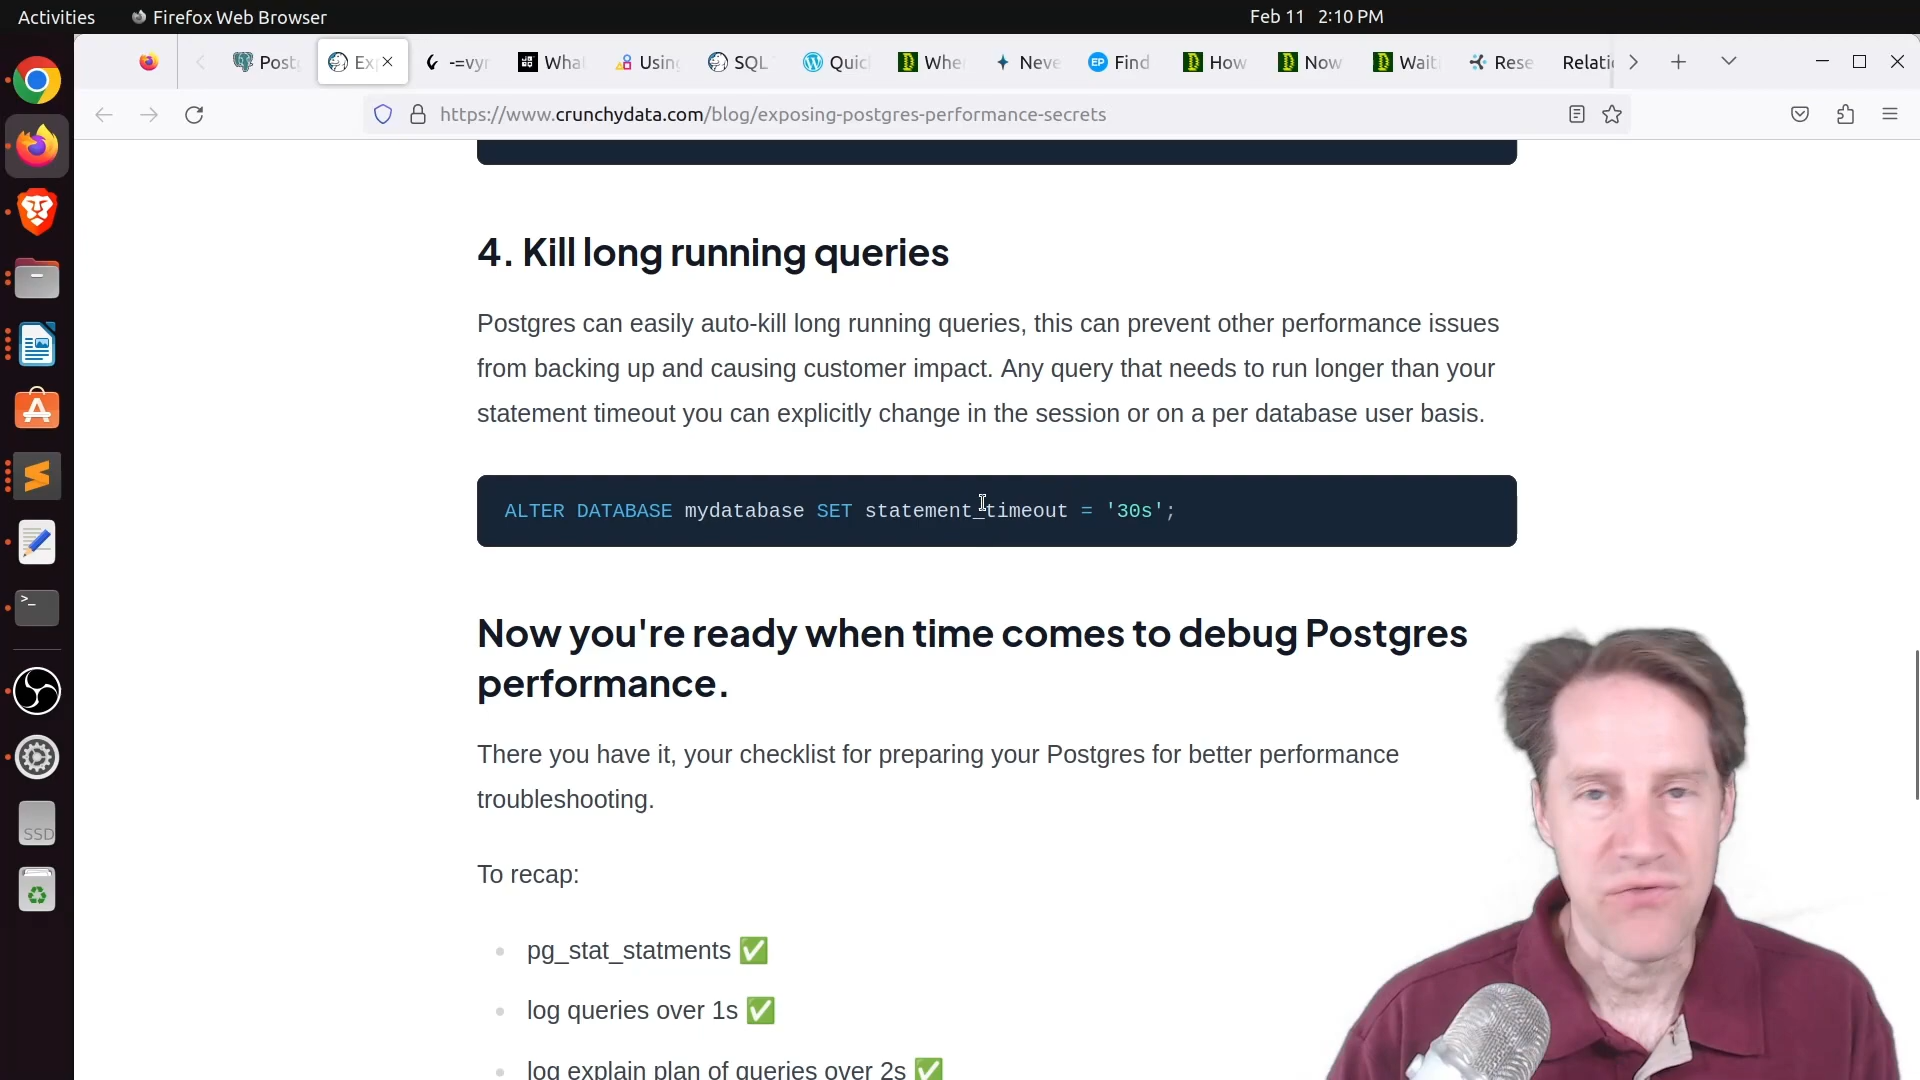 Activities
Firefox Web Browser
Feb 11 2:10 PM
Post
Ex
-=vyr
Wha
Usin
SQL
Quic
Whe
Neve
EP Find
How
Now
Wait
Rese
Relati
https://www.crunchydata.com/blog/exposing-postgres-performance-secrets
4. Kill long running queries
Postgres can easily auto-kill long running queries, this can prevent other performance issues
from backing up and causing customer impact. Any query that needs to run longer than your
statement timeout you can explicitly change in the session or on a per database user basis.
ALTER DATABASE mydatabase SET statement_timeout = '30s';
Now you're ready when time comes to debug Postgres
performance.
There you have it, your checklist for preparing your Postgres for better performance
troubleshooting.
To recap:
pg_stat_statments ✅
log queries over 1s ✅
log explain plan of queries over 2s ✅
SSD